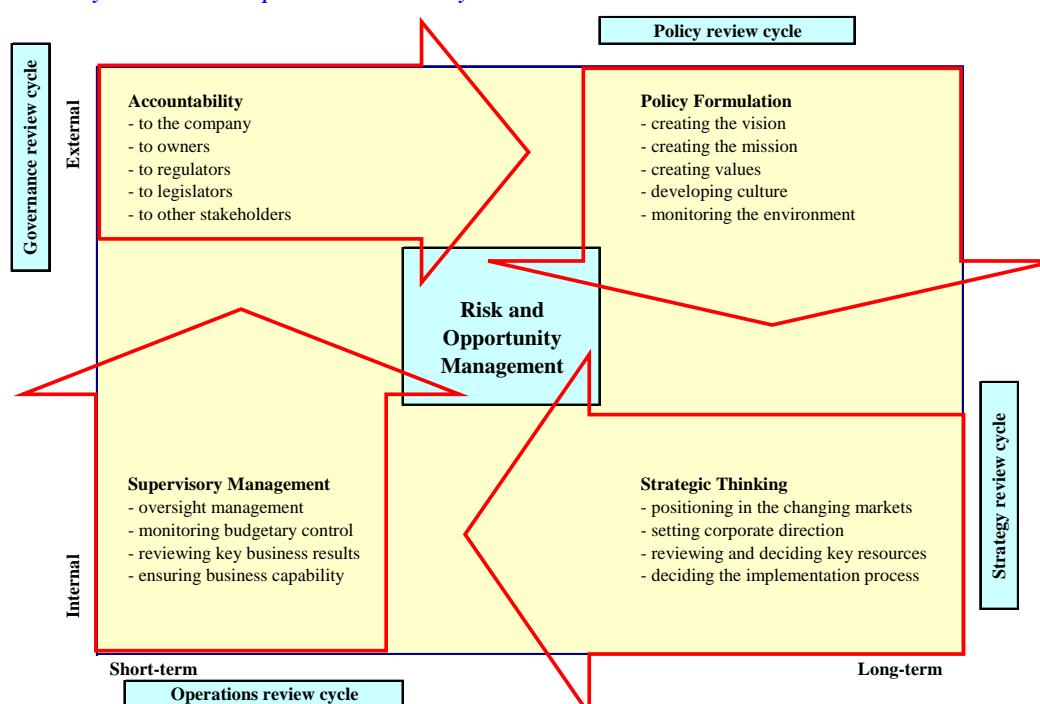 Policy review cycle
Governance review cycle
External
Accountability
- to the company
- to owners
- to regulators
- to legislators
- to other stakeholders
Policy Formulation
- creating the vision
- creating the mission
- creating values
- developing culture
- monitoring the environment
Risk and
Opportunity
Management
Internal
Supervisory Management
- oversight management
- monitoring budgetary control
- reviewing key business results
- ensuring business capability
Strategic Thinking
- positioning in the changing markets
- setting corporate direction
- reviewing and deciding key resources
- deciding the implementation process
Strategy review cycle
Short-term
Long-term
Operations review cycle